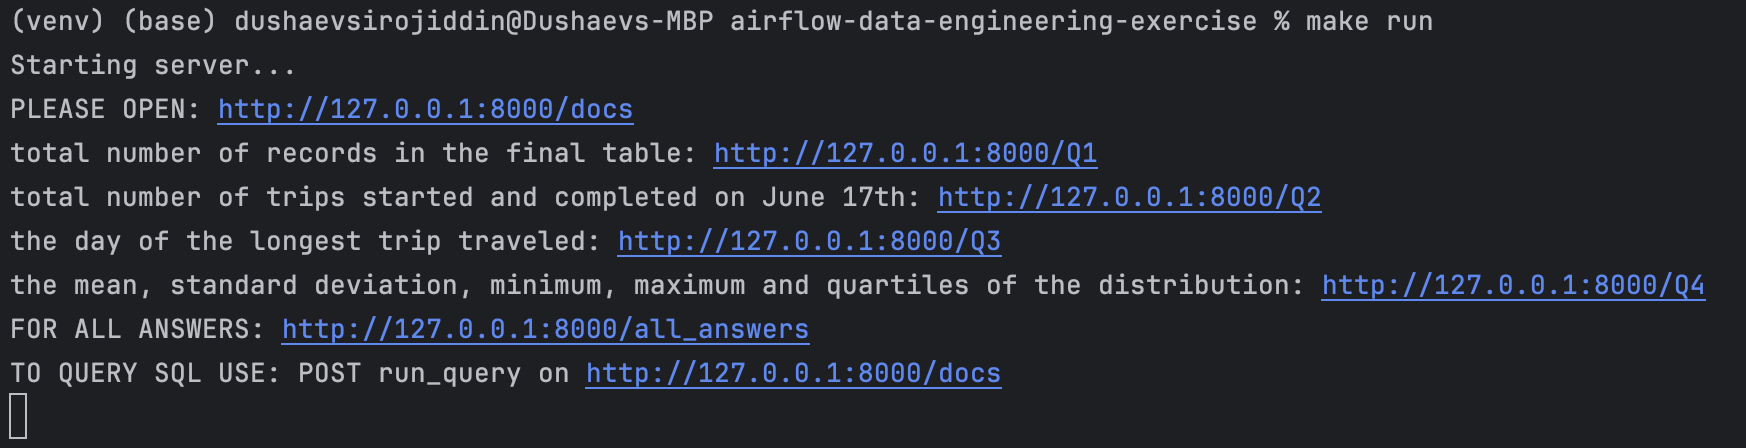 (venv) (base) dushaevsirojiddin@Dushaevs-MBP airflow-data-engineering-exercise % make run
Starting server...
PLEASE OPEN: http://127.0.0.1:8000/docs
total number of records in the final table: http://127.0.0.1:8000/Q1
total number of trips started and completed on June 17th: http://127.0.0.1:8000/Q2
the day of the longest trip traveled: http://127.0.0.1:8000/Q3
the mean, standard deviation, minimum, maximum and quartiles of the distribution: http://127.0.0.1:8000/Q4
FOR ALL ANSWERS: http://127.0.0.1:8000/all_answers
TO QUERY SQL USE: POST run_query on http://127.0.0.1:8000/docs